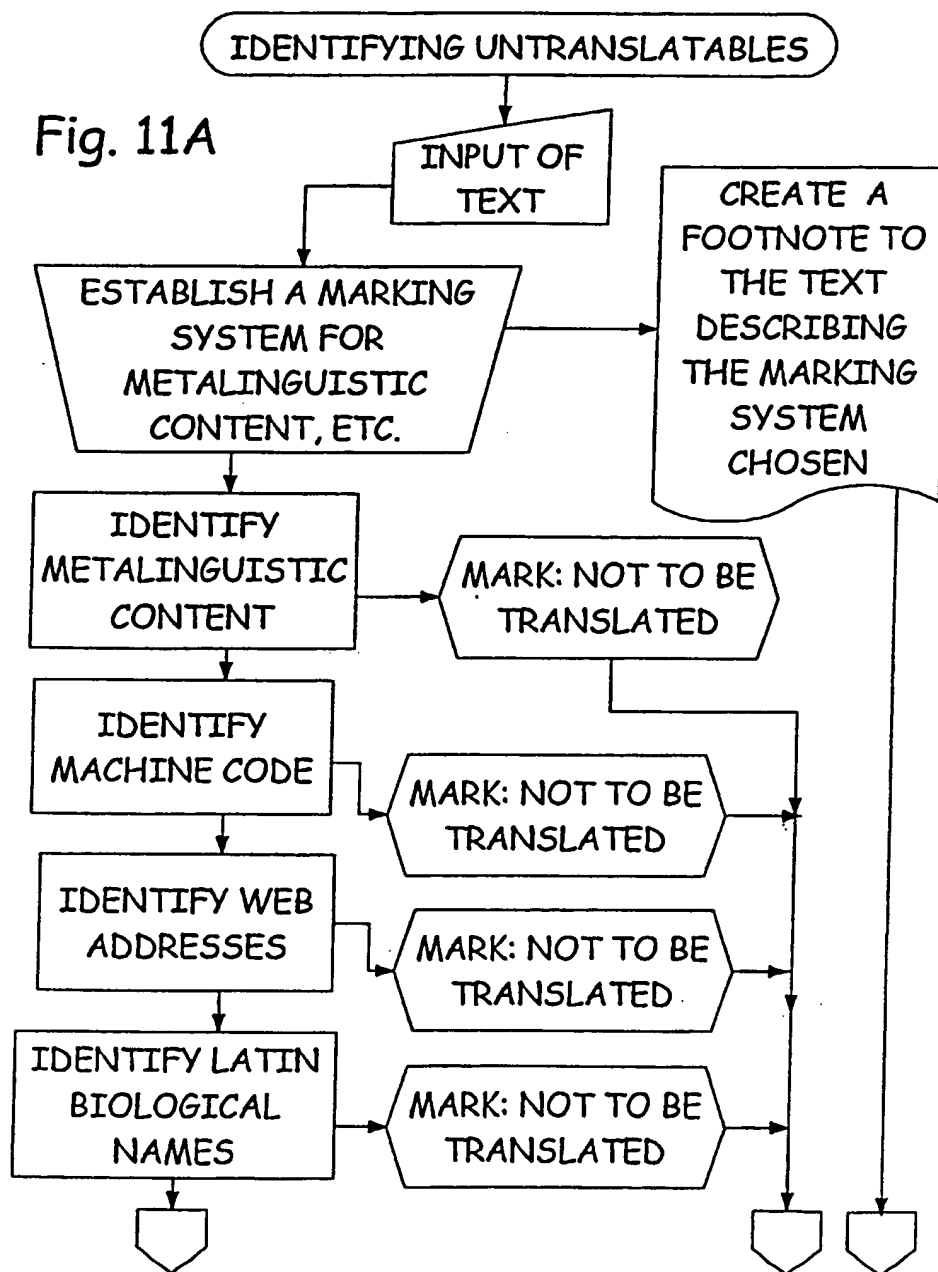 IDENTIFYING UNTRANSLATABLES
Fig. 11A
INPUT OF
TEXT
CREATE A
FOOTNOTE TO
THE TEXT
DESCRIBING
THE MARKING
SYSTEM
CHOSEN
ESTABLISH A MARKING
SYSTEM FOR
METALINGUISTIC
CONTENT, ETC.
IDENTIFY
METALINGUISTIC
CONTENT
MARK: NOT TO BE
TRANSLATED
IDENTIFY
MACHINE CODE
MARK: NOT TO BE
TRANSLATED
IDENTIFY WEB
ADDRESSES
MARK: NOT TO BE
TRANSLATED
IDENTIFY LATIN
BIOLOGICAL
NAMES
MARK: NOT TO BE
TRANSLATED